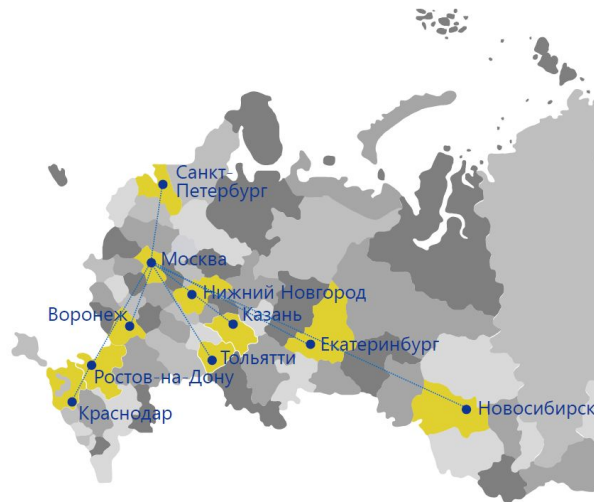 Санкт-
Петербург
Москва
Нижний Новгород
Воронеж
Казань
Екатеринбург
Тольятти
Ростов-на-Дону
Краснодар
Новосибирск